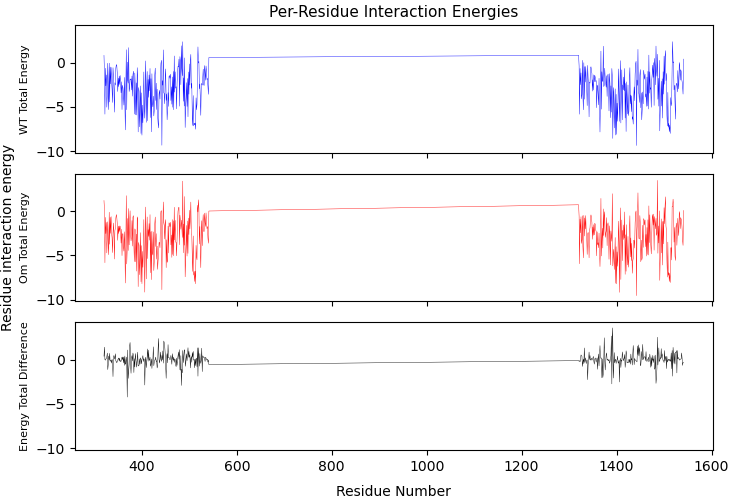 Per-Residue Interaction Energies
Residue interaction energy
WT Total Energy
0
−5
−10
Om Total Energy
0
−5
−10
Energy Total Difference
0
−5
−10
400 600 800 1000 1200 1400 1600
Residue Number